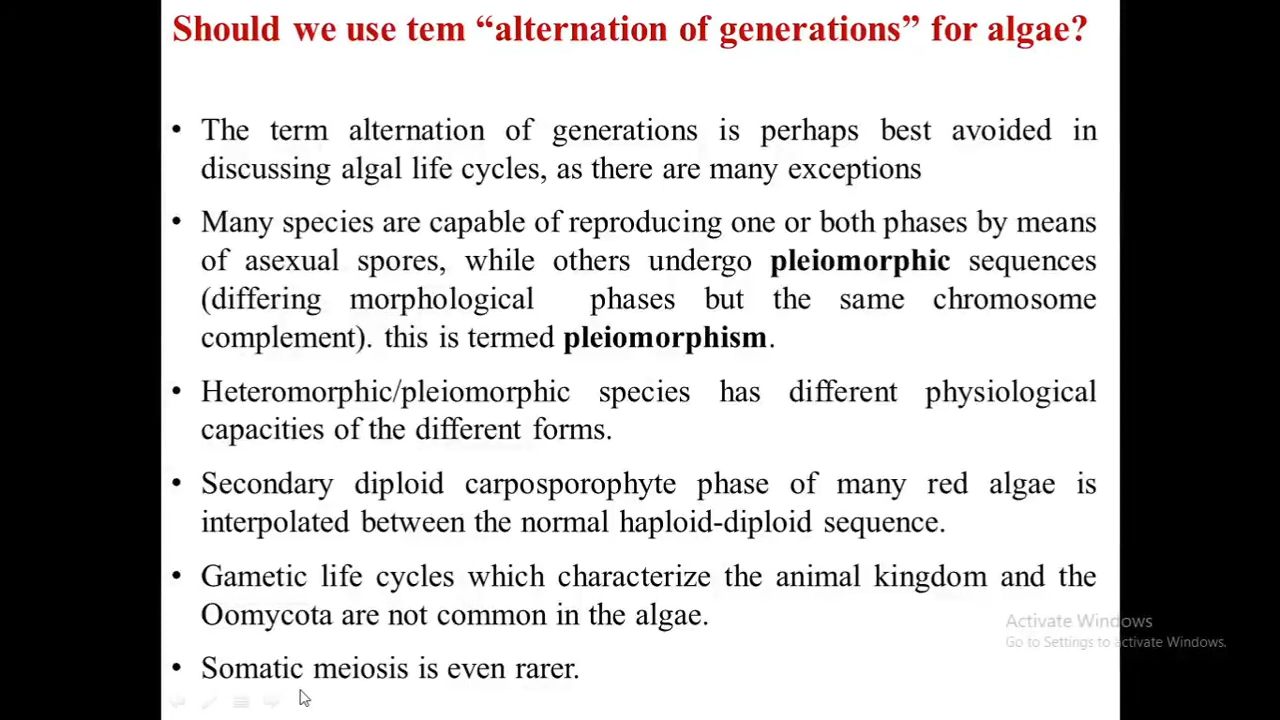 Should we use tem “alternation of generations” for algae?
• The term alternation of generations is perhaps best avoided in
discussing algal life cycles, as there are many exceptions
• Many species are capable of reproducing one or both phases by means
of asexual spores, while others undergo pleiomorphic sequences
(differing morphological phases but the same chromosome
complement). this is termed pleiomorphism.
• Heteromorphic/pleiomorphic species has different physiological
capacities of the different forms.
• Secondary diploid carposporophyte phase of many red algae is
interpolated between the normal haploid-diploid sequence.
• Gametic life cycles which characterize the animal kingdom and the
Oomycota are not common in the algae.
Activate Windows
Go to Settings to activate Windows.
• Somatic meiosis is even rarer.